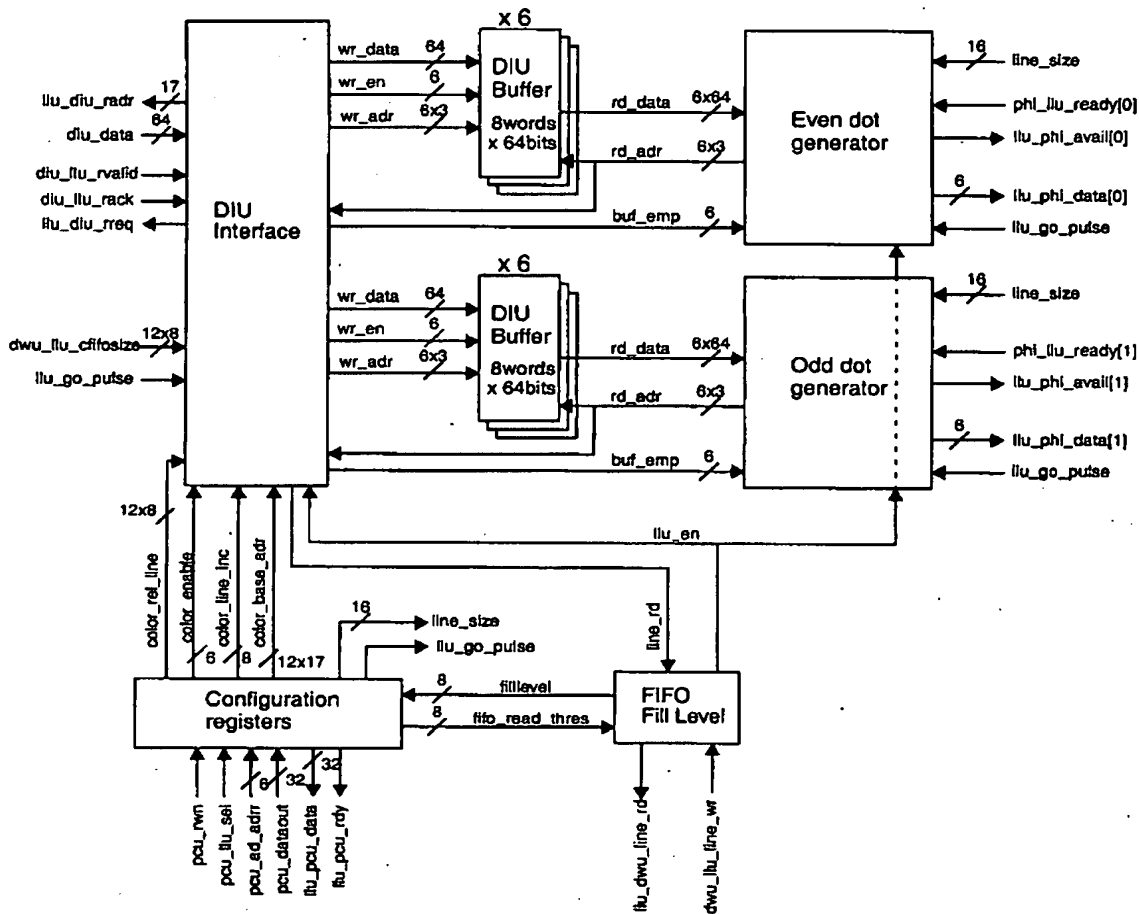 x 6
wr_data
64
wr_en
6
wr_adr
6x3
DIU
Buffer
8words
x 64bits
rd_data
6x64
rd_adr
6x3
buf_emp
6
DIU
Interface
17
llu_diu_radr
64
diu_data
diu_llu_rvalid
diu_llu_rack
llu_diu_rreq
12x8
dwu_llu_cfifosize
llu_go_pulse
Even dot
generator
16
line_size
phi_llu_ready[0]
llu_phi_avail[0]
6
llu_phi_data[0]
llu_go_pulse
x 6
wr_data
64
wr_en
6
wr_adr
6x3
DIU
Buffer
8words
x 64bits
rd_data
6x64
rd_adr
6x3
buf_emp
6
Odd dot
generator
16
line_size
phi_llu_ready[1]
llu_phi_avail[1]
6
llu_phi_data[1]
llu_go_pulse
12x8
color_rel_line
color_enable
6
color_line_inc
8
color_base_adr
12x17
llu_en
line_rd
16
line_size
llu_go_pulse
Configuration
registers
8
filllevel
8
fifo_read_thres
FIFO
Fill Level
pcu_rwn
pcu_llu_sel
pcu_ad_adrr
6
pcu_dataout
32
llu_pcu_data
32
llu_pcu_rdy
llu_dwu_line_rd
dwu_llu_line_wr